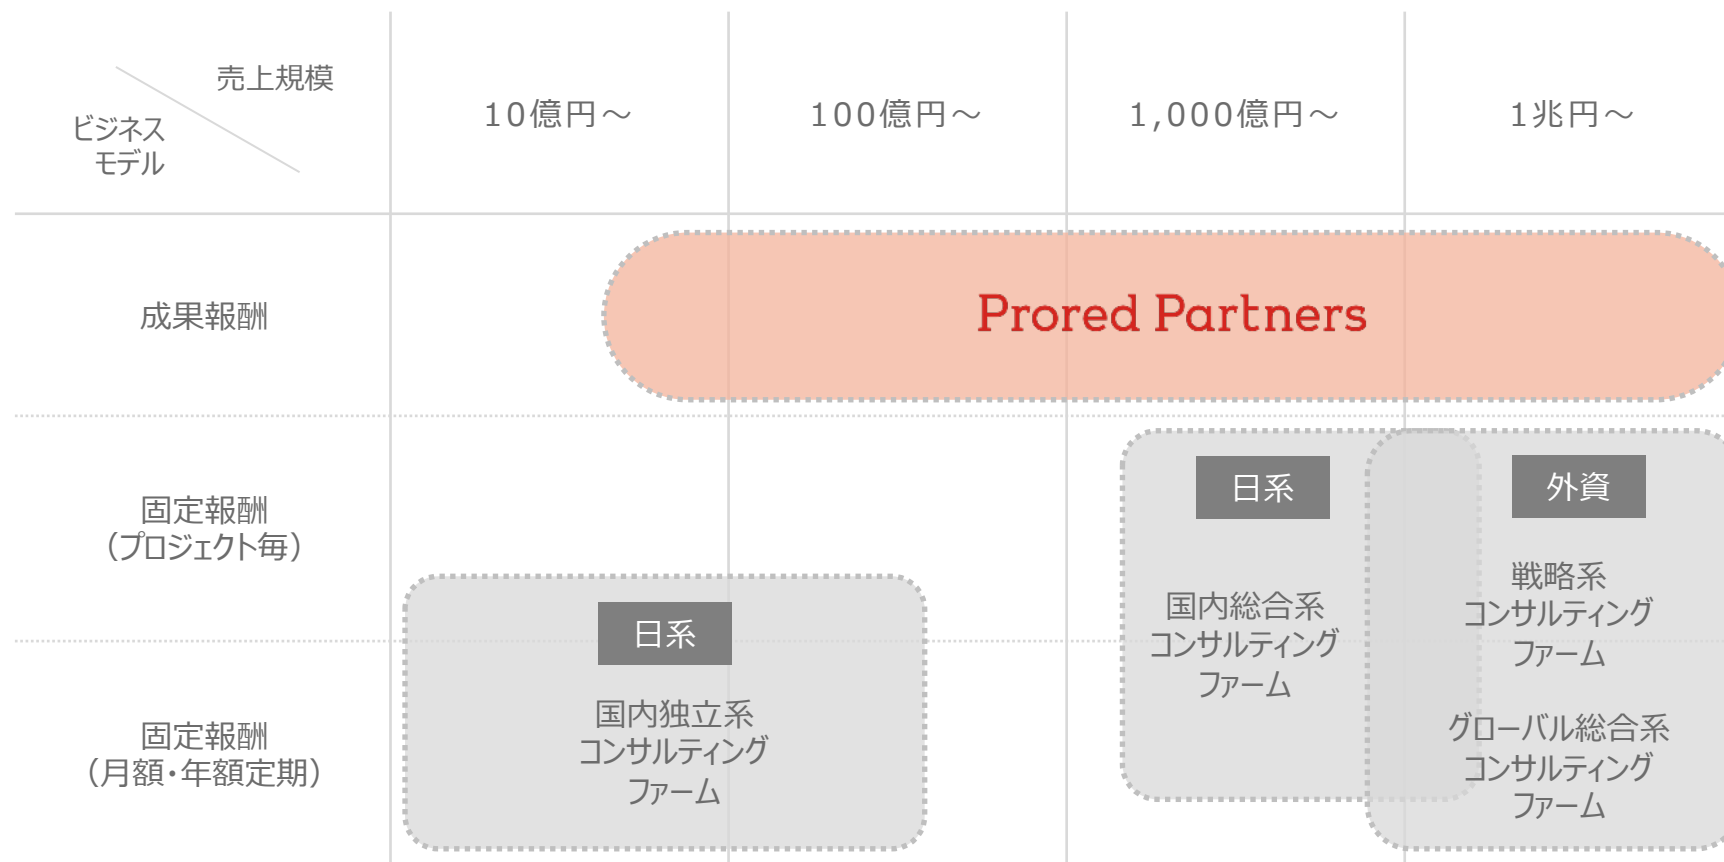 売上規模
ビジネス
モデル
10億円～
100億円～
1,000億円～
1兆円～
成果報酬
Prored Partners
固定報酬
（プロジェクト毎）
日系
外資
国内総合系
コンサルティング
ファーム
戦略系
コンサルティング
ファーム
日系
固定報酬
（月額・年額定期）
国内独立系
コンサルティング
ファーム
グローバル総合系
コンサルティング
ファーム